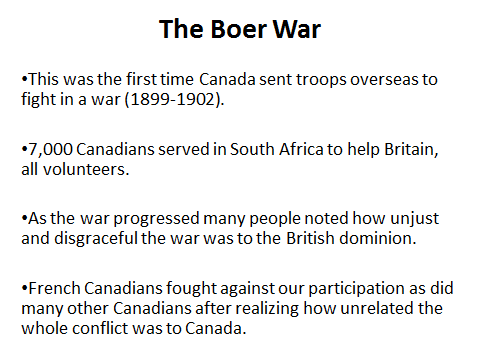 The Boer War
•This was the first time Canada sent troops overseas to
fight in a war (1899-1902).
•7,000 Canadians served in South Africa to help Britain,
all volunteers.
•As the war progressed many people noted how unjust
and disgraceful the war was to the British dominion.
•French Canadians fought against our participation as did
many other Canadians after realizing how unrelated the
whole conflict was to Canada.